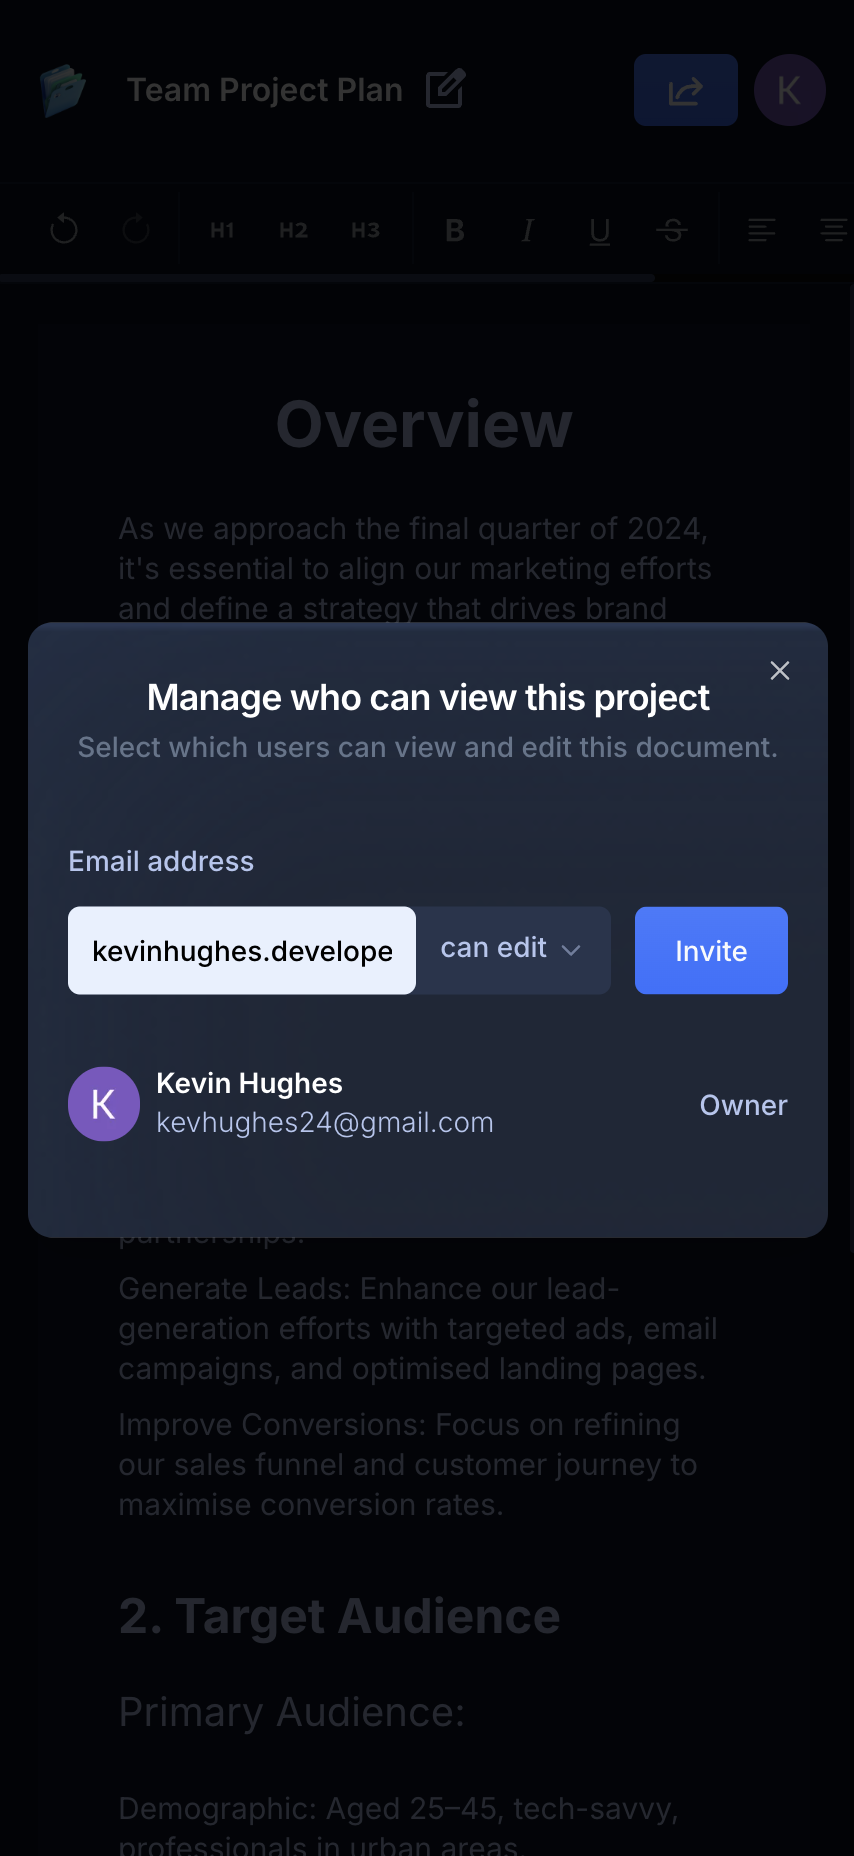 Team Project Plan
K
H1 H2 H3 B I U S
Overview
As we approach the final quarter of 2024,
it's essential to align our marketing efforts
and define a strategy that drives brand
Manage who can view this project
Select which users can view and edit this document.
Email address
kevinhughes.develope can edit Invite
K
Kevin Hughes
kevhughes24@gmail.com
Owner
partnerships.
Generate Leads: Enhance our lead-
generation efforts with targeted ads, email
campaigns, and optimised landing pages.
Improve Conversions: Focus on refining
our sales funnel and customer journey to
maximise conversion rates.
2. Target Audience
Primary Audience:
Demographic: Aged 25–45, tech-savvy,
professionals in urban areas.